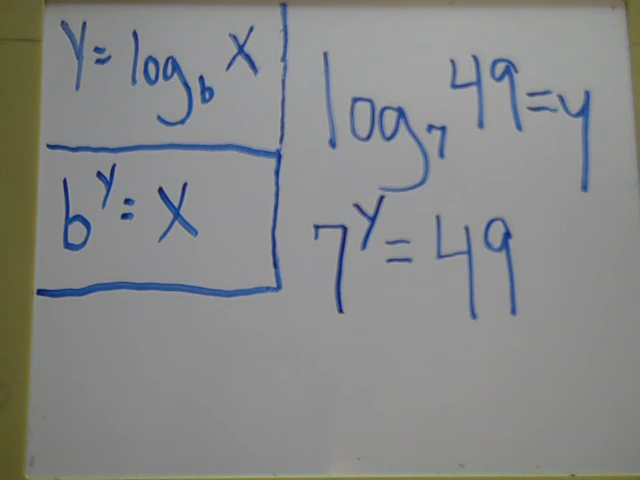 y = log_b x
b^y = x
log_7 49 = y
7^y = 49